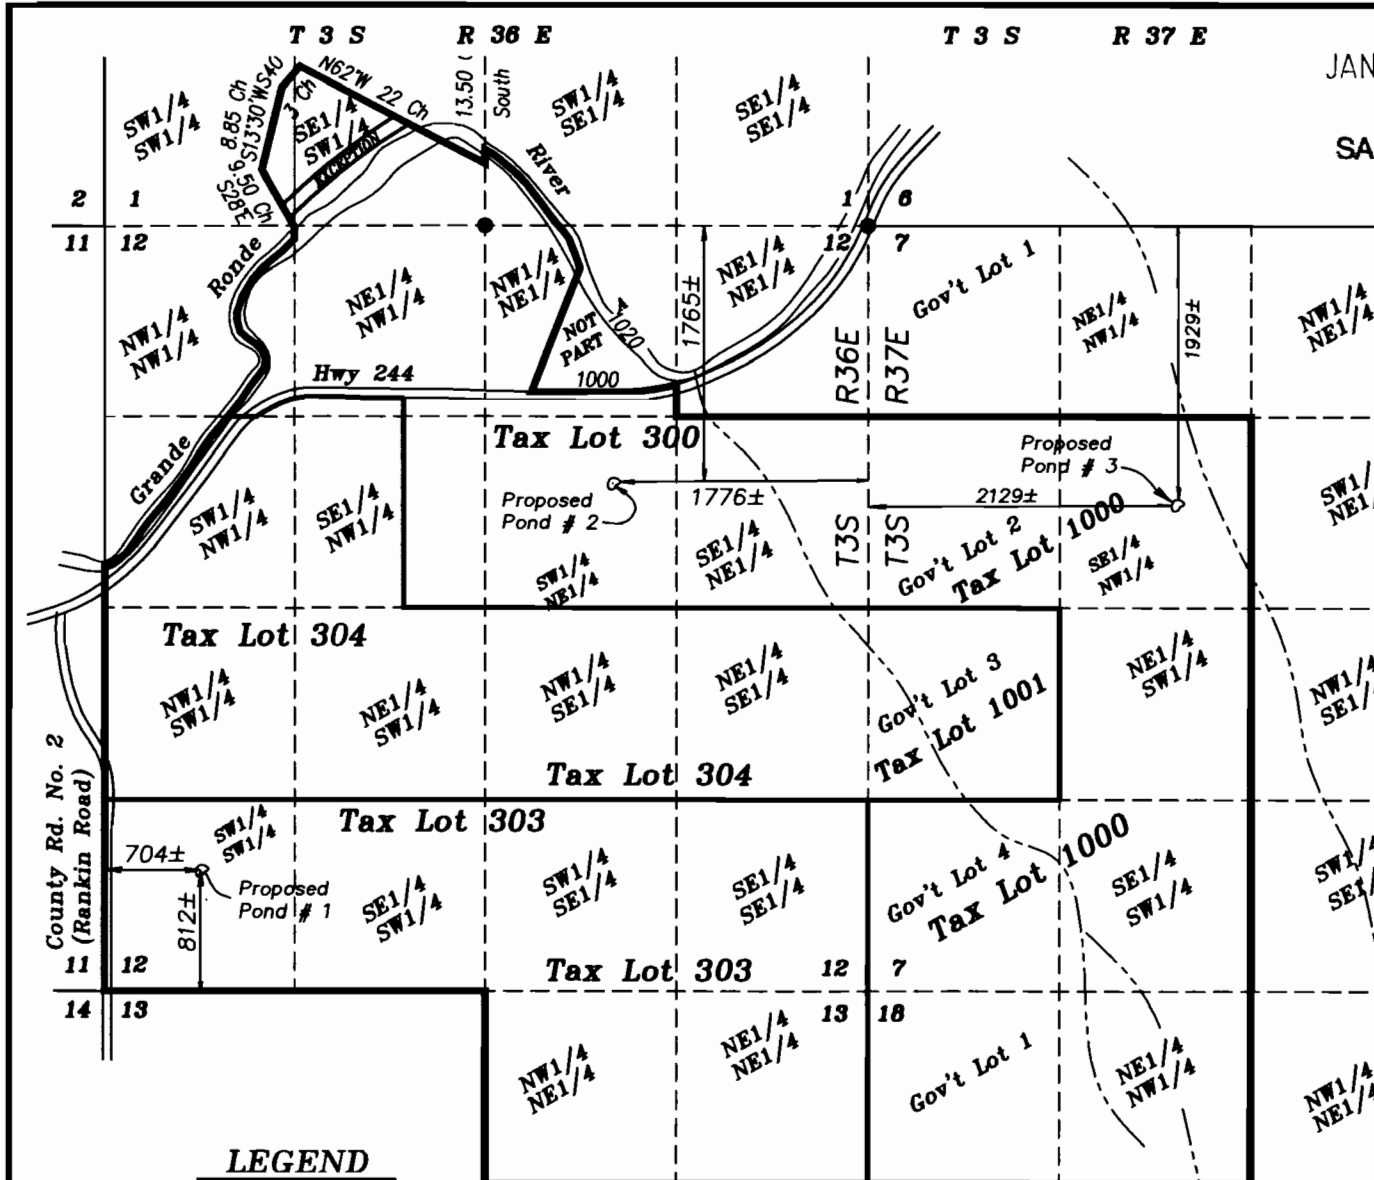 T 3 S
R 36 E
T 3 S
R 37 E
JAN
SA
SW1/4
SW1/4
8.85 Ch
S13°30'W
S40
3 Ch
N62°W 22 Ch
SE1/4
SW1/4
EXCEPTION
6.50 Ch
S28E
13.50 (
South
River
SW1/4
SE1/4
SE1/4
SE1/4
2
1
11
12
1
6
12
7
Ronde
NW1/4
NW1/4
NE1/4
NW1/4
NW1/4
NE1/4
NOT
PART
1020
1000
1765±
NE1/4
NE1/4
R36E
R37E
Gov't Lot 1
NE1/4
NW1/4
1929±
NW1/4
NE1/4
Hwy 244
Grande
Tax Lot 300
Proposed
Pond # 2
1776±
Proposed
Pond # 3
2129±
SW1/4
NW1/4
SE1/4
NW1/4
SW1/4
NE1/4
SE1/4
NE1/4
T3S
T3S
Gov't Lot 2
Tax Lot 1000
SE1/4
NW1/4
SW1/
NE1/
Tax Lot 304
NW1/4
SW1/4
NE1/4
SW1/4
NW1/4
SE1/4
NE1/4
SE1/4
Gov't Lot 3
Tax Lot 1001
NE1/4
SW1/4
NW1/4
SE1/
Tax Lot 304
County Rd. No. 2
(Rankin Road)
SW1/4
SW1/4
Tax Lot 303
704±
812±
Proposed
Pond # 1
SE1/4
SW1/4
SW1/4
SE1/4
SE1/4
SE1/4
Gov't Lot 4
Tax Lot 1000
SE1/4
SW1/4
SW1/4
SE1/
11
12
Tax Lot 303
12
7
14
13
13
18
NW1/4
NE1/4
NE1/4
NE1/4
Gov't Lot 1
NE1/4
NW1/4
NW1/4
NE1/4
LEGEND